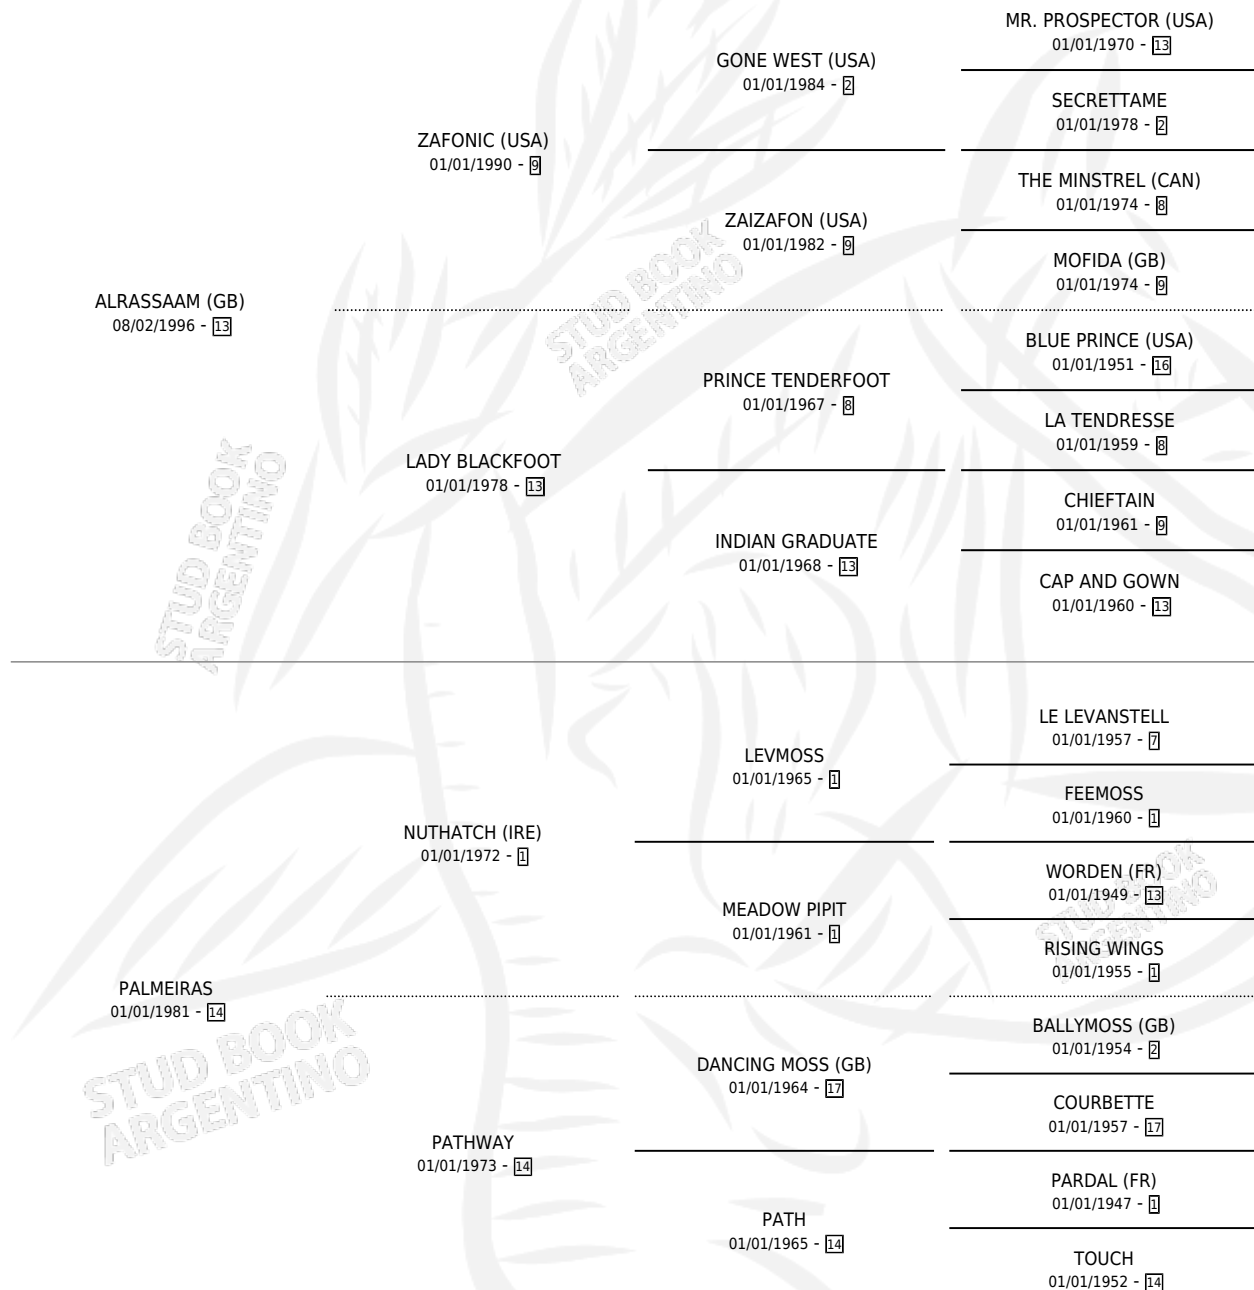 MR. PROSPECTOR (USA)
01/01/1970 - 13
GONE WEST (USA)
01/01/1984 - 2
SECRETTAME
01/01/1978 - 2
ZAFONIC (USA)
01/01/1990 - 9
THE MINSTREL (CAN)
01/01/1974 - 8
ZAIZAFON (USA)
01/01/1982 - 9
MOFIDA (GB)
01/01/1974 - 9
ALRASSAAM (GB)
08/02/1996 - 13
STUD BOOK
ARGENTINO
BLUE PRINCE (USA)
01/01/1951 - 16
PRINCE TENDERFOOT
01/01/1967 - 8
LA TENDRESSE
01/01/1959 - 8
LADY BLACKFOOT
01/01/1978 - 13
CHIEFTAIN
01/01/1961 - 9
INDIAN GRADUATE
01/01/1968 - 13
CAP AND GOWN
01/01/1960 - 13
STUD BOOK
ARGENTINO
LE LEVANSTELL
01/01/1957 - 7
LEVMOSS
01/01/1965 - 1
FEEMOSS
01/01/1960 - 1
NUTHATCH (IRE)
01/01/1972 - 1
WORDEN (FR)
01/01/1949 - 13
MEADOW PIPIT
01/01/1961 - 1
STUD BOOK
ARGENTINO
RISING WINGS
01/01/1955 - 1
PALMEIRAS
01/01/1981 - 14
BALLYMOSS (GB)
01/01/1954 - 2
DANCING MOSS (GB)
01/01/1964 - 17
STUD BOOK
ARGENTINO
COURBETTE
01/01/1957 - 17
PATHWAY
01/01/1973 - 14
PARDAL (FR)
01/01/1947 - 1
PATH
01/01/1965 - 14
TOUCH
01/01/1952 - 14